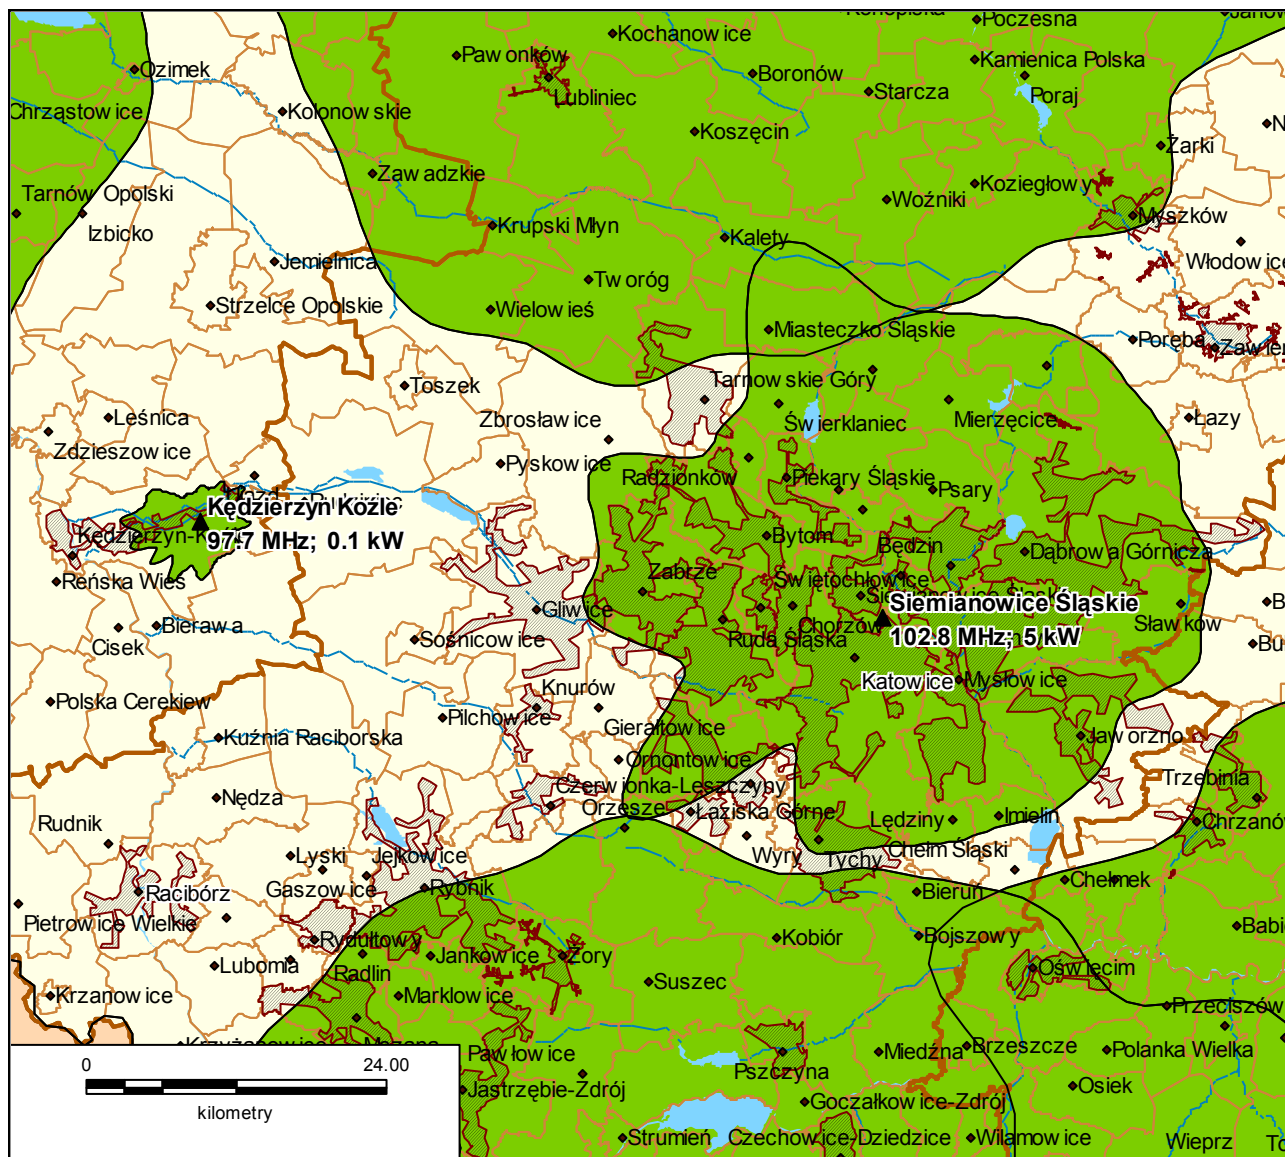 Poczesna
Kochanowice
Pawonków
Kamienica Polska
Ozimek
Boronów
Lubliniec
Starcza
Poraj
Chrząstowice
Kolonowskie
Koszęcin
Żarki
Zawadzkie
Koziegłowy
Tarnów Opolski
Woźniki
Myszków
Izbicko
Krupski Młyn
Kalety
Jemielnica
Włodowice
Tworóg
Strzelce Opolskie
Wielowieś
Miasteczko Śląskie
Poręba
Toszek
Tarnowskie Góry
Leśnica
Zbrosławice
Świerklaniec
Mierzęcice
Łazy
Zdzieszowice
Pyskowice
Radzionków
Piekary Śląskie
Psary
Kędzierzyn Koźle
97.7 MHz; 0.1 kW
Bytom
Będzin
Dąbrowa Górnicza
Reńska Wieś
Zabrze
Świętochłowice
Siemianowice Śląskie
102.8 MHz; 5 kW
Gliwice
Bierawa
Sośnicowice
Ruda Śląska
Chorzów
Sławków
Cisek
Katowice
Mysłowice
Polska Cerekiew
Knurów
Pilchowice
Gierałtowice
Kuźnia Raciborska
Jaworzno
Ornontowice
Trzebinia
Czerwionka-Leszczyny
Nędza
Orzesze
Łaziska Górne
Lędziny
Imielin
Chrzanów
Rudnik
Lyski
Jejkowice
Wyry
Tychy
Chełm Śląski
Racibórz
Gaszowice
Rybnik
Bieruń
Chełmek
Pietrowice Wielkie
Rydułtowy
Kobiór
Bojszowy
Lubomia
Radlin
Jankowice
Żory
Oświęcim
Krzanowice
Marklowice
Suszec
Przeciszów
Pawłowice
Miedźna
Brzeszcze
Polanka Wielka
Pszczyna
0 24.00
kilometry
Jastrzębie-Zdrój
Goczałkowice-Zdrój
Osiek
Strumień
Czechowice-Dziedzice
Wilamowice
Wieprz